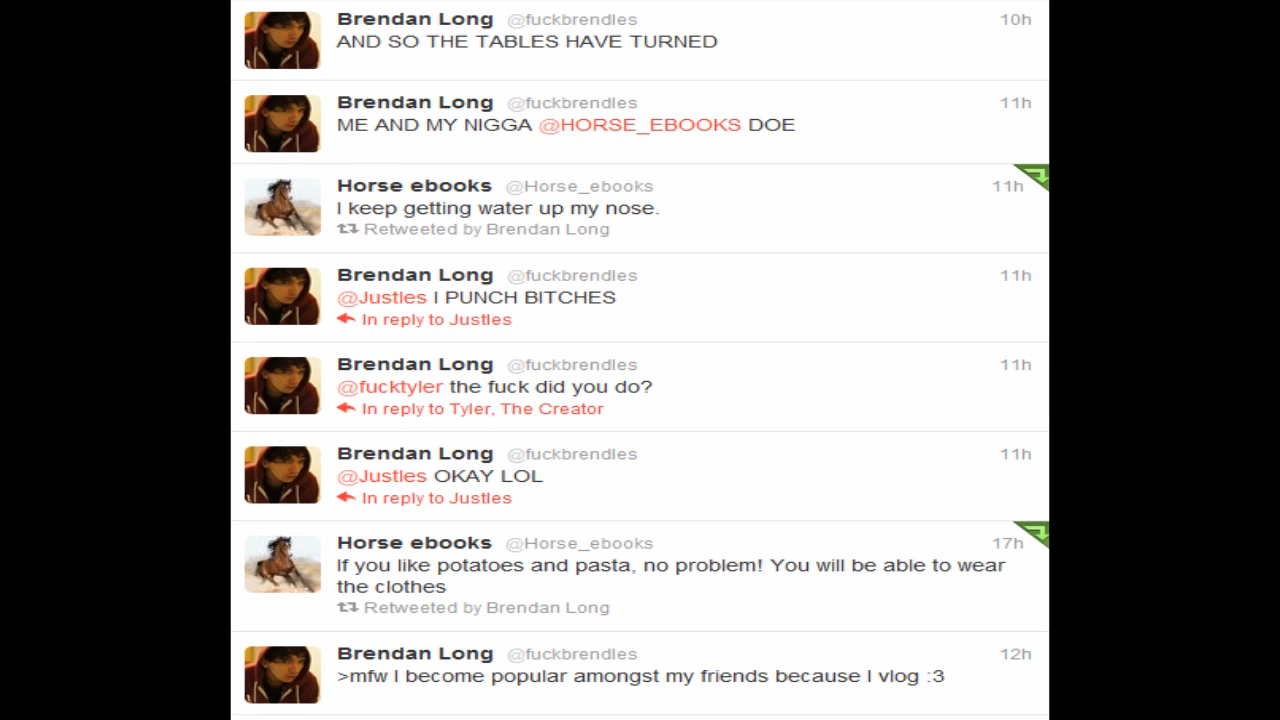 Brendan Long @fuckbrendles 10h
AND SO THE TABLES HAVE TURNED
Brendan Long @fuckbrendles 11h
ME AND MY NIGGA @HORSE_EBOOKS DOE
Horse ebooks @Horse_ebooks 11h
I keep getting water up my nose.
Retweeted by Brendan Long
Brendan Long @fuckbrendles 11h
@Justles I PUNCH BITCHES
In reply to Justles
Brendan Long @fuckbrendles 11h
@fucktyler the fuck did you do?
In reply to Tyler, The Creator
Brendan Long @fuckbrendles 11h
@Justles OKAY LOL
In reply to Justles
Horse ebooks @Horse_ebooks 17h
If you like potatoes and pasta, no problem! You will be able to wear
the clothes
Retweeted by Brendan Long
Brendan Long @fuckbrendles 12h
>mfw I become popular amongst my friends because I vlog :3